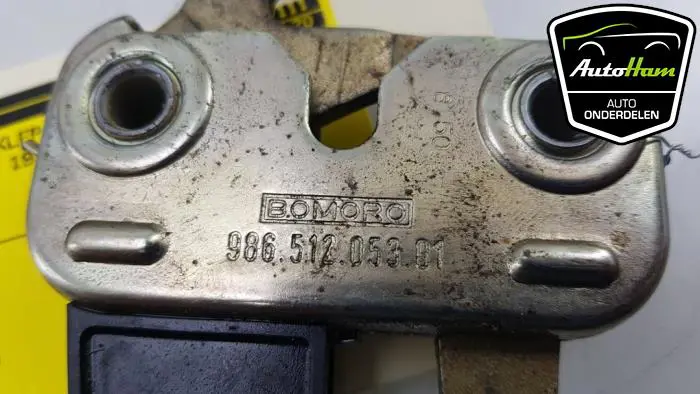 AutoHam
AUTO
ONDERDELEN
BOMORO
986.512.053.01